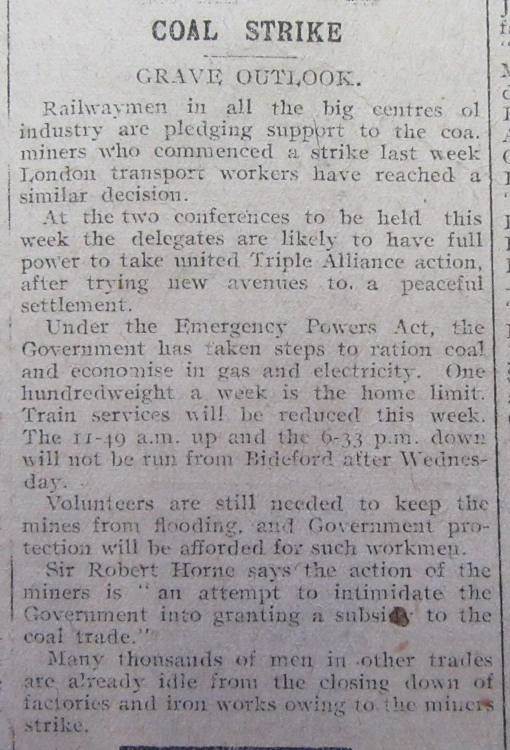 COAL STRIKE
GRAVE OUTLOOK.
Railwaymen in all the big centres of
industry are pledging support to the coa.
miners who commenced a strike last week
London transport workers have reached a
similar decision.
At the two conferences to be held this
week the delegates are likely to have full
power to take united Triple Alliance action,
after trying new avenues to. a peaceful
settlement.
Under the Emergency Powers Act, the
Government has taken steps to ration coal
and economise in gas and electricity. One
hundredweight a week is the home limit.
Train services will be reduced this week.
The 11-49 a.m. up and the 6-33 p.m. down
will not be run from Bideford after Wednes-
day.
Volunteers are still needed to keep the
mines from flooding, and Government pro-
tection will be afforded for such workmen.
Sir Robert Horne says the action of the
miners is "an attempt to intimidate the
Government into granting a subsidy to the
coal trade."
Many thousands of men in other trades
are already idle from the closing down of
factories and iron works owing to the miners
strike.